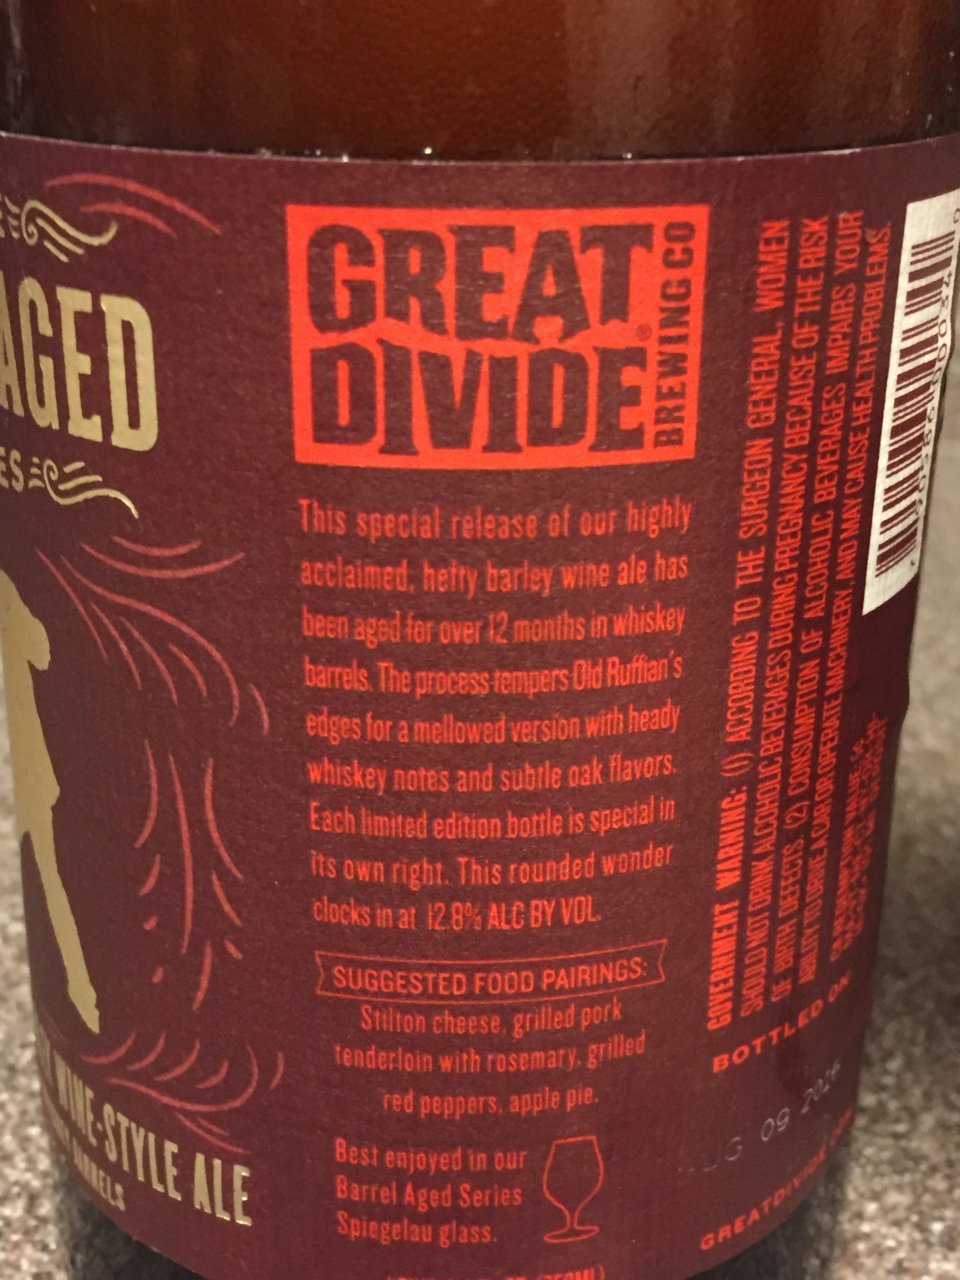 AGED
ES
WINE-STYLE ALE
BARRELS
GREAT
DIVIDE
BREWING CO
This special release of our highly
acclaimed, hefty barley wine ale has
been aged for over 12 months in whiskey
barrels. The process tempers Old Ruffian's
edges for a mellowed version with heady
whiskey notes and subtle oak flavors.
Each limited edition bottle is special in
its own right. This rounded wonder
clocks in at 12.8% ALC BY VOL.
SUGGESTED FOOD PAIRINGS:
Stilton cheese, grilled pork
tenderloin with rosemary, grilled
red peppers, apple pie.
Best enjoyed in our
Barrel Aged Series
Spiegelau glass.
GOVERNMENT WARNING: (1) ACCORDING TO THE SURGEON GENERAL, WOMEN
SHOULD NOT DRINK ALCOHOLIC BEVERAGES DURING PREGNANCY BECAUSE OF THE RISK
OF BIRTH DEFECTS. (2) CONSUMPTION OF ALCOHOLIC BEVERAGES IMPAIRS YOUR
ABILITY TO DRIVE A CAR OR OPERATE MACHINERY AND MAY CAUSE HEALTH PROBLEMS.
BOTTLED ON:
AUG 09 2016
GREATDIVIDE